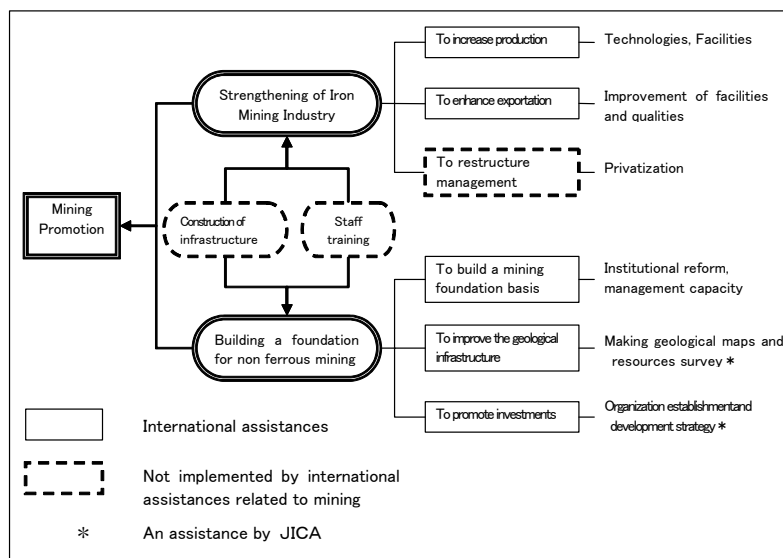 To increase production
Technologies, Facilities
Strengthening of Iron
Mining Industry
To enhance exportation
Improvement of facilities
and qualities
To restructure
management
Privatization
Mining
Promotion
Construction of
infrastructure
Staff
training
To build a mining
foundation basis
Institutional reform,
management capacity
Building a foundation
for non ferrous mining
To improve the geological
infrastructure
Making geological maps and
resources survey *
To promote investments
Organization establishment and
development strategy *
International assistances
Not implemented by international
assistances related to mining
* An assistance by JICA